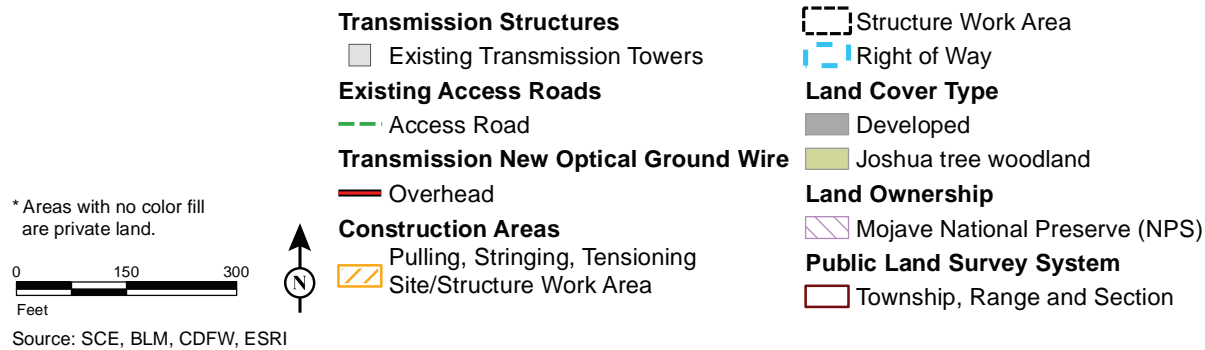 * Areas with no color fill
are private land.
0 150 300
Feet
N
Source: SCE, BLM, CDFW, ESRI
Transmission Structures
Existing Transmission Towers
Existing Access Roads
Access Road
Transmission New Optical Ground Wire
Overhead
Construction Areas
Pulling, Stringing, Tensioning
Site/Structure Work Area
Structure Work Area
Right of Way
Land Cover Type
Developed
Joshua tree woodland
Land Ownership
Mojave National Preserve (NPS)
Public Land Survey System
Township, Range and Section